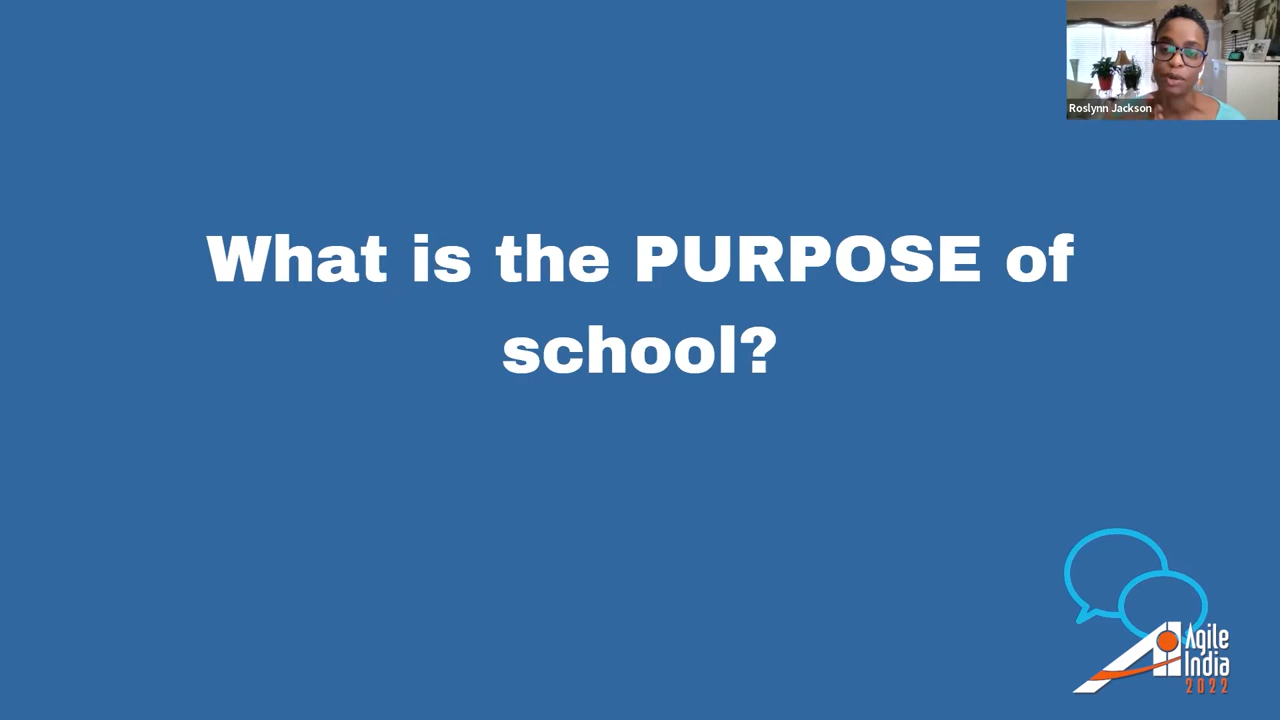 Roslynn Jackson
What is the PURPOSE of
school?
Agile
India
2022